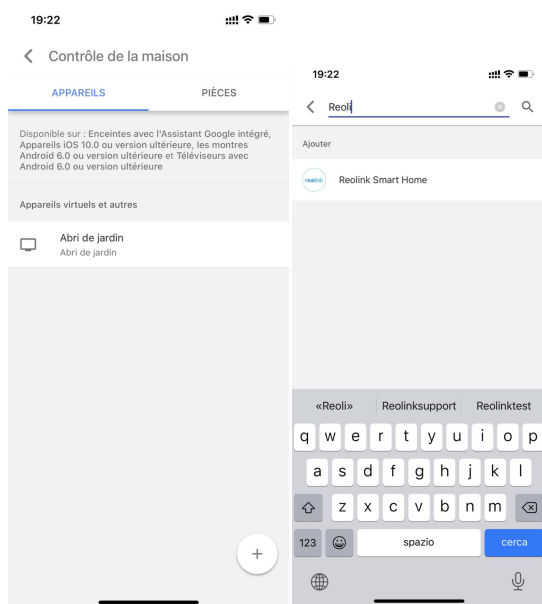 19:22
Contrôle de la maison
APPAREILS
PIÈCES
Disponible sur : Enceintes avec l'Assistant Google intégré,
Appareils iOS 10.0 ou version ultérieure, les montres
Android 6.0 ou version ultérieure et Téléviseurs avec
Android 6.0 ou version ultérieure
Appareils virtuels et autres
Abri de jardin
Abri de jardin
+
19:22
Reoli
Ajouter
reolink
Reolink Smart Home
«Reoli» Reolinksupport Reolinktest
q w e r t y u i o p
a s d f g h j k l
z x c v b n m
123 spazio cerca